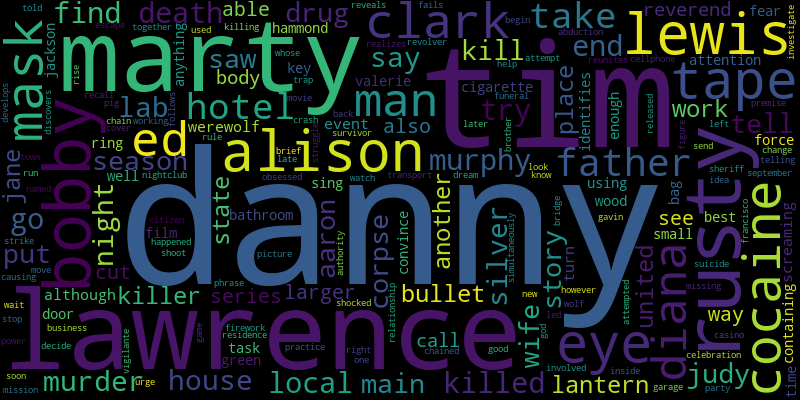 told
reveals
fails
begin
find
death
able
clark
take
lewis
mask
marty
together
escape
used
killing
drug
revolver
whose
jackson
hammond
anything
saw
say
kill
end
reverend
fear
abduction
realizes
reunites
cellphone
investigate
attention
tim
tape
develops
rise
key
trap
valerie
help
attempt
body
cigarette
premise
lab
hotel
man
movie
try
place
work
tell
discovers
pig
recall
funeral
figure
chain
working
back
later
released
bobby
cover
crash
enough
ed
werewolf
event
also
identifies
left
force
ring
rule
survivor
murphy
father
send
change
jane
season
alison
brother
idea
telling
town
brief
late
struggle
look
know
sheriff
september
run
well
nightclub
obsessed
watch
transport
dream
using
bag
named
danny
sing
another
wood
see
best
go
night
state
bathroom
aaron
convince
bridge
gavin
small
rusty
francisco
citizen
film
happened
shoot
authority
corpse
simultaneously
story
turn
united
diana
cocaine
screaming
strike
put
cut
picture
silver
wolf
suicide
missing
move
causing
phrase
however
attempted
way
containing
although
killer
series
larger
bullet
wait
door
vigilante
shocked
relationship
new
god
led
stop
business
firework
call
wife
eye
casino
power
lawrence
decide
residence
task
game
practice
right
chained
good
celebration
green
one
involved
inside
judy
soon
mission
murder
urge
house
local
main
killed
lantern
garage
party
time